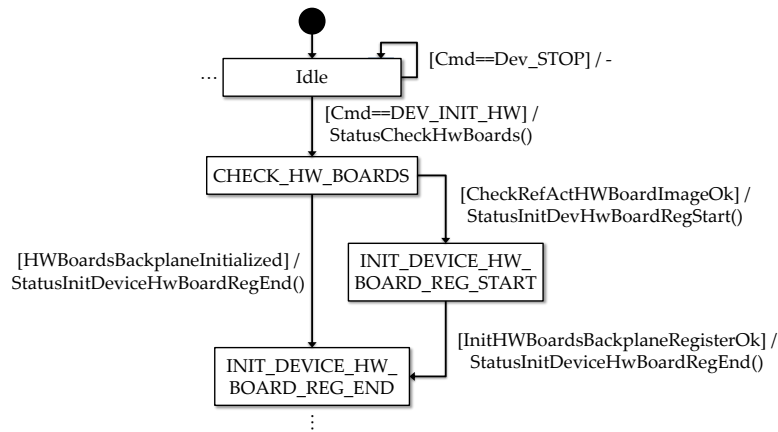 [Cmd==Dev_STOP] / -
...
Idle
[Cmd==DEV_INIT_HW] /
StatusCheckHwBoards()
CHECK_HW_BOARDS
[CheckRefActHWBoardImageOk] /
StatusInitDevHwBoardRegStart()
[HWBoardsBackplaneInitialized] /
StatusInitDeviceHwBoardRegEnd()
INIT_DEVICE_HW_
BOARD_REG_START
[InitHWBoardsBackplaneRegisterOk] /
StatusInitDeviceHwBoardRegEnd()
INIT_DEVICE_HW_
BOARD_REG_END
...